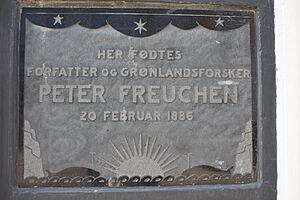 HER FØDTES
FORFATTER OG GRØNLANDSFORSKER
PETER FREUCHEN
20 FEBRUAR 1886